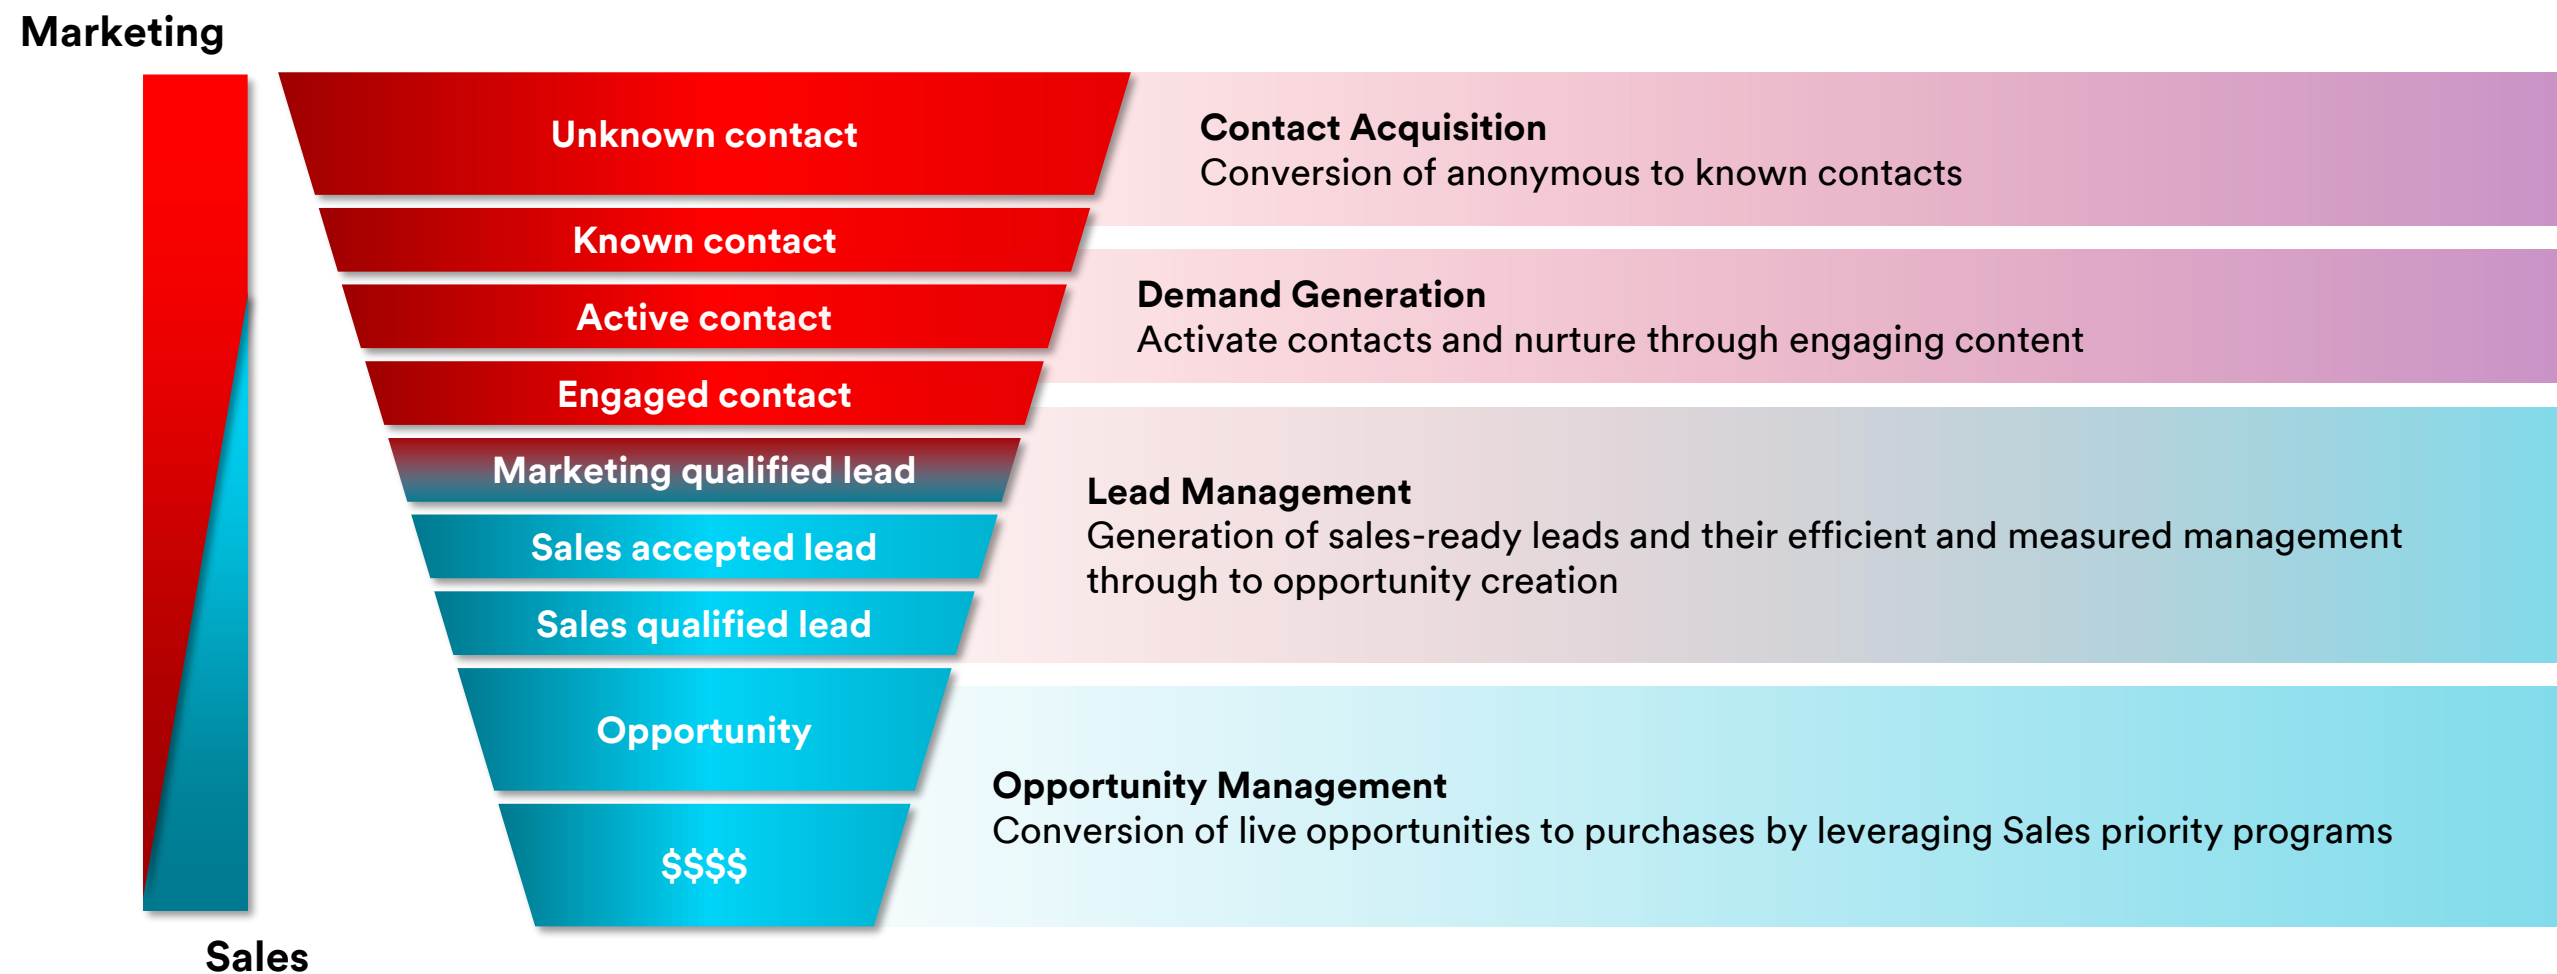 Marketing
Unknown contact
Known contact
Active contact
Engaged contact
Marketing qualified lead
Sales accepted lead
Sales qualified lead
Opportunity
$$$$
Sales
Contact Acquisition
Conversion of anonymous to known contacts
Demand Generation
Activate contacts and nurture through engaging content
Lead Management
Generation of sales-ready leads and their efficient and measured management
through to opportunity creation
Opportunity Management
Conversion of live opportunities to purchases by leveraging Sales priority programs